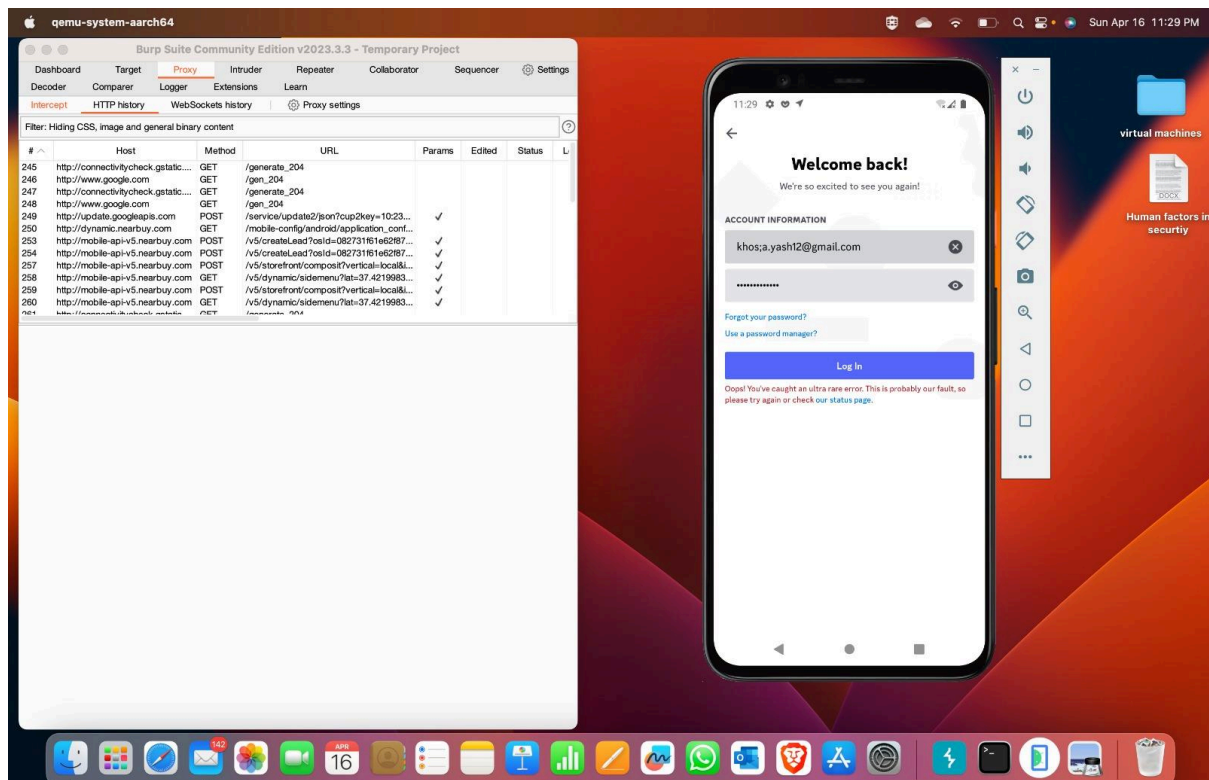 qemu-system-aarch64
Sun Apr 16 11:29 PM
Burp Suite Community Edition v2023.3.3 - Temporary Project
Dashboard Target Proxy Intruder Repeater Collaborator Sequencer Settings
Decoder Comparer Logger Extensions Learn
Intercept HTTP history WebSockets history Proxy settings
Filter: Hiding CSS, image and general binary content ?
# Host Method URL Params Edited Status
245 http://connectivitycheck.gstatic.... GET /generate_204
246 http://www.google.com GET /gen_204
247 http://connectivitycheck.gstatic.... GET /generate_204
248 http://www.google.com GET /gen_204
249 http://update.googleapis.com POST /service/update2/json?cup2key=10:23... ✓
250 http://dynamic.nearbuy.com GET /mobile-config/android/application_conf...
253 http://mobile-api-v5.nearbuy.com POST /v5/createLead?osId=082731f61e62f87... ✓
254 http://mobile-api-v5.nearbuy.com POST /v5/createLead?osId=082731f61e62f87... ✓
257 http://mobile-api-v5.nearbuy.com POST /v5/storefront/composit?vertical=local&i... ✓
258 http://mobile-api-v5.nearbuy.com GET /v5/dynamic/sidemenu?lat=37.4219983... ✓
259 http://mobile-api-v5.nearbuy.com POST /v5/storefront/composit?vertical=local&i... ✓
260 http://mobile-api-v5.nearbuy.com GET /v5/dynamic/sidemenu?lat=37.4219983... ✓
11:29
Welcome back!
We're so excited to see you again!
ACCOUNT INFORMATION
khos;a.yash12@gmail.com
•••••••••••••
Forgot your password?
Use a password manager?
Log In
Oops! You've caught an ultra rare error. This is probably our fault, so
please try again or check our status page.
virtual machines
DOCX
Human factors in
securtiy
142
APR
16